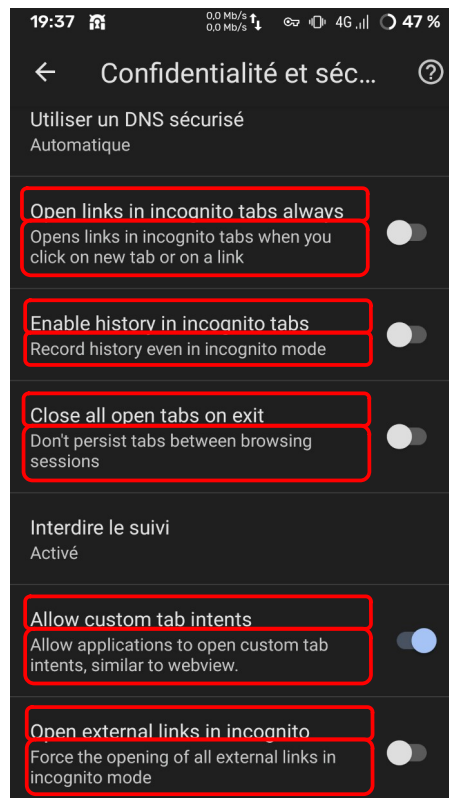 19:37 0,0 Mb/s 0,0 Mb/s 4G 47 %
Confidentialité et séc...
Utiliser un DNS sécurisé
Automatique
Open links in incognito tabs always
Opens links in incognito tabs when you
click on new tab or on a link
Enable history in incognito tabs
Record history even in incognito mode
Close all open tabs on exit
Don't persist tabs between browsing
sessions
Interdire le suivi
Activé
Allow custom tab intents
Allow applications to open custom tab
intents, similar to webview.
Open external links in incognito
Force the opening of all external links in
incognito mode